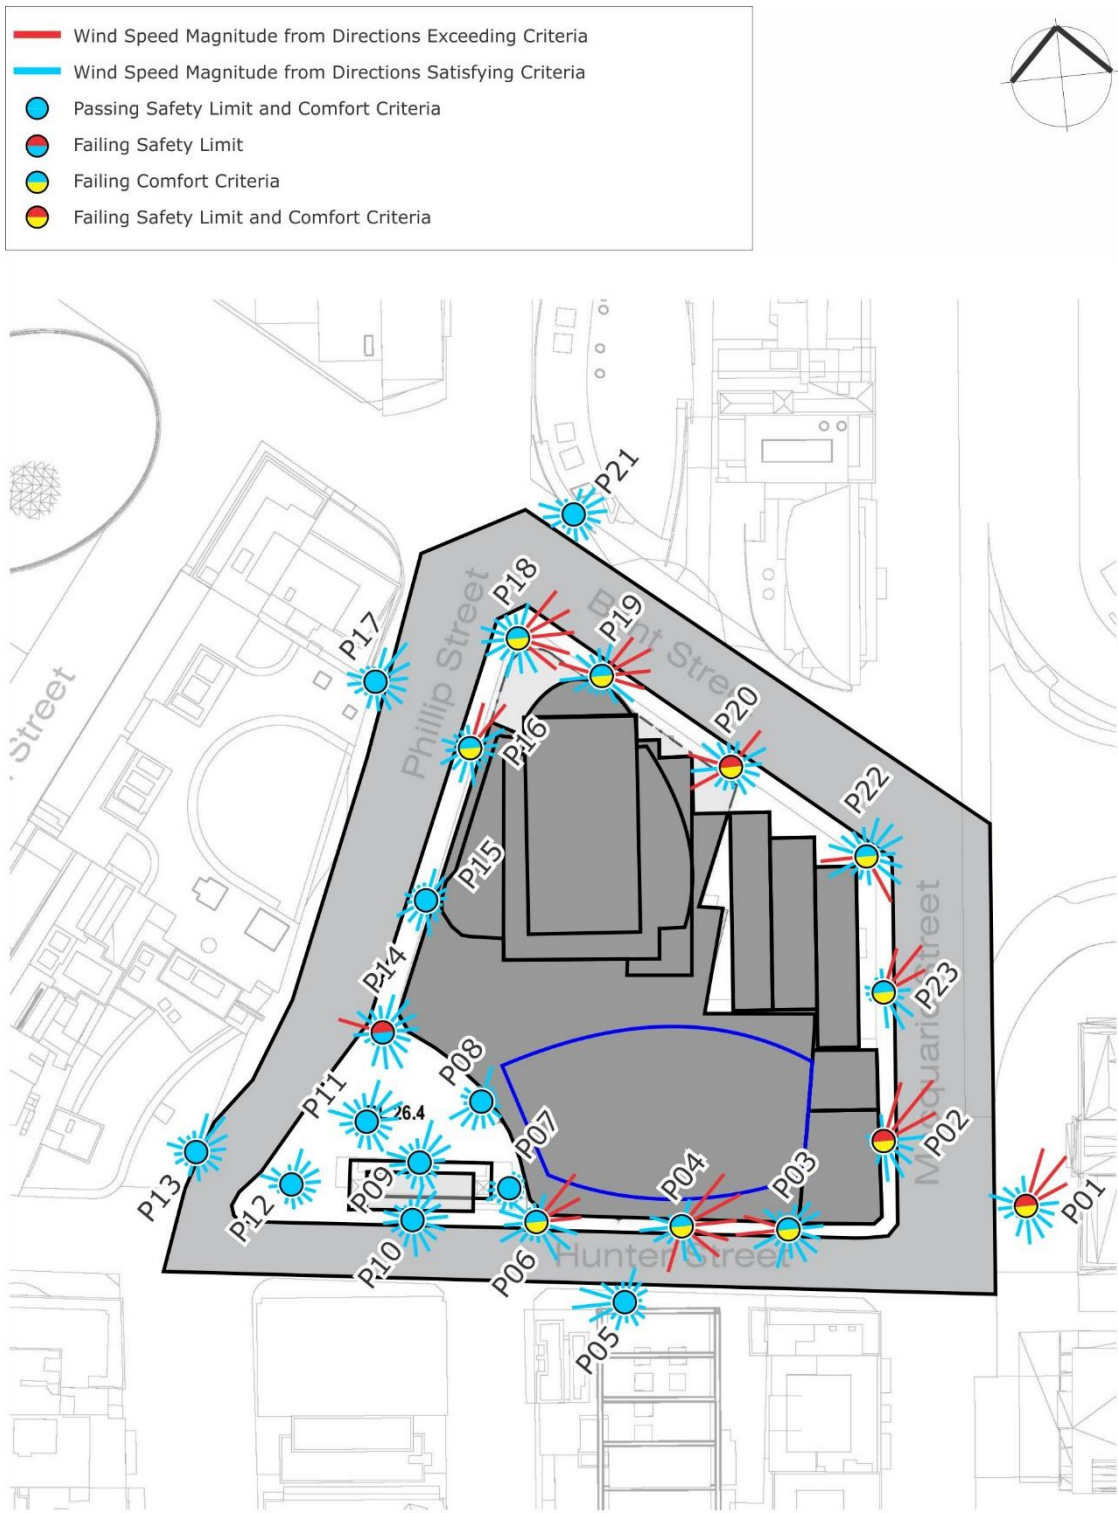 Wind Speed Magnitude from Directions Exceeding Criteria
Wind Speed Magnitude from Directions Satisfying Criteria
Passing Safety Limit and Comfort Criteria
Failing Safety Limit
Failing Comfort Criteria
Failing Safety Limit and Comfort Criteria
P21
P18
P19
P17
Phillip Street
Street
P20
P16
P22
P15
P14
P23
Macquarie Street
P08
P11
26.4
P07
P02
P04
P03
P01
P09
P13
P12
P10
P06
Hunter Street
P05